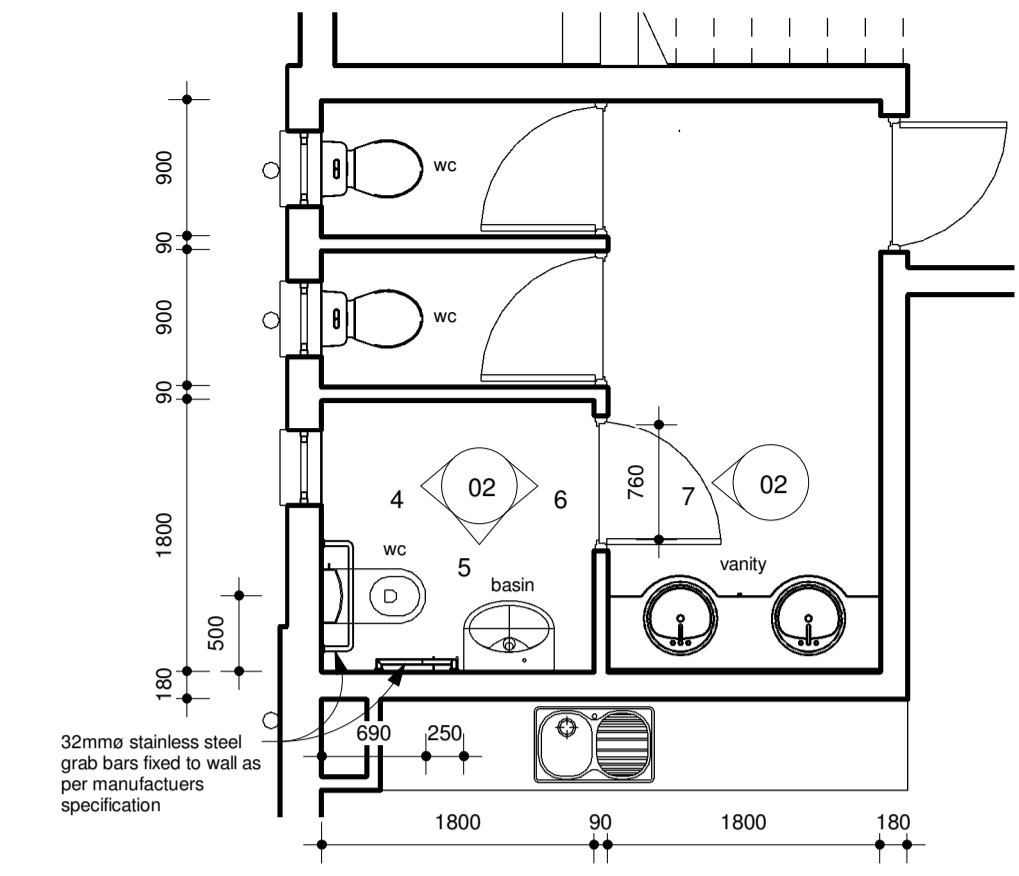 wc
900
90
wc
900
90
760
02
02
4
6
7
1800
wc
5
vanity
basin
500
180
690
250
32mmø stainless steel
grab bars fixed to wall as
per manufactuers
specification
1800
90
1800
180